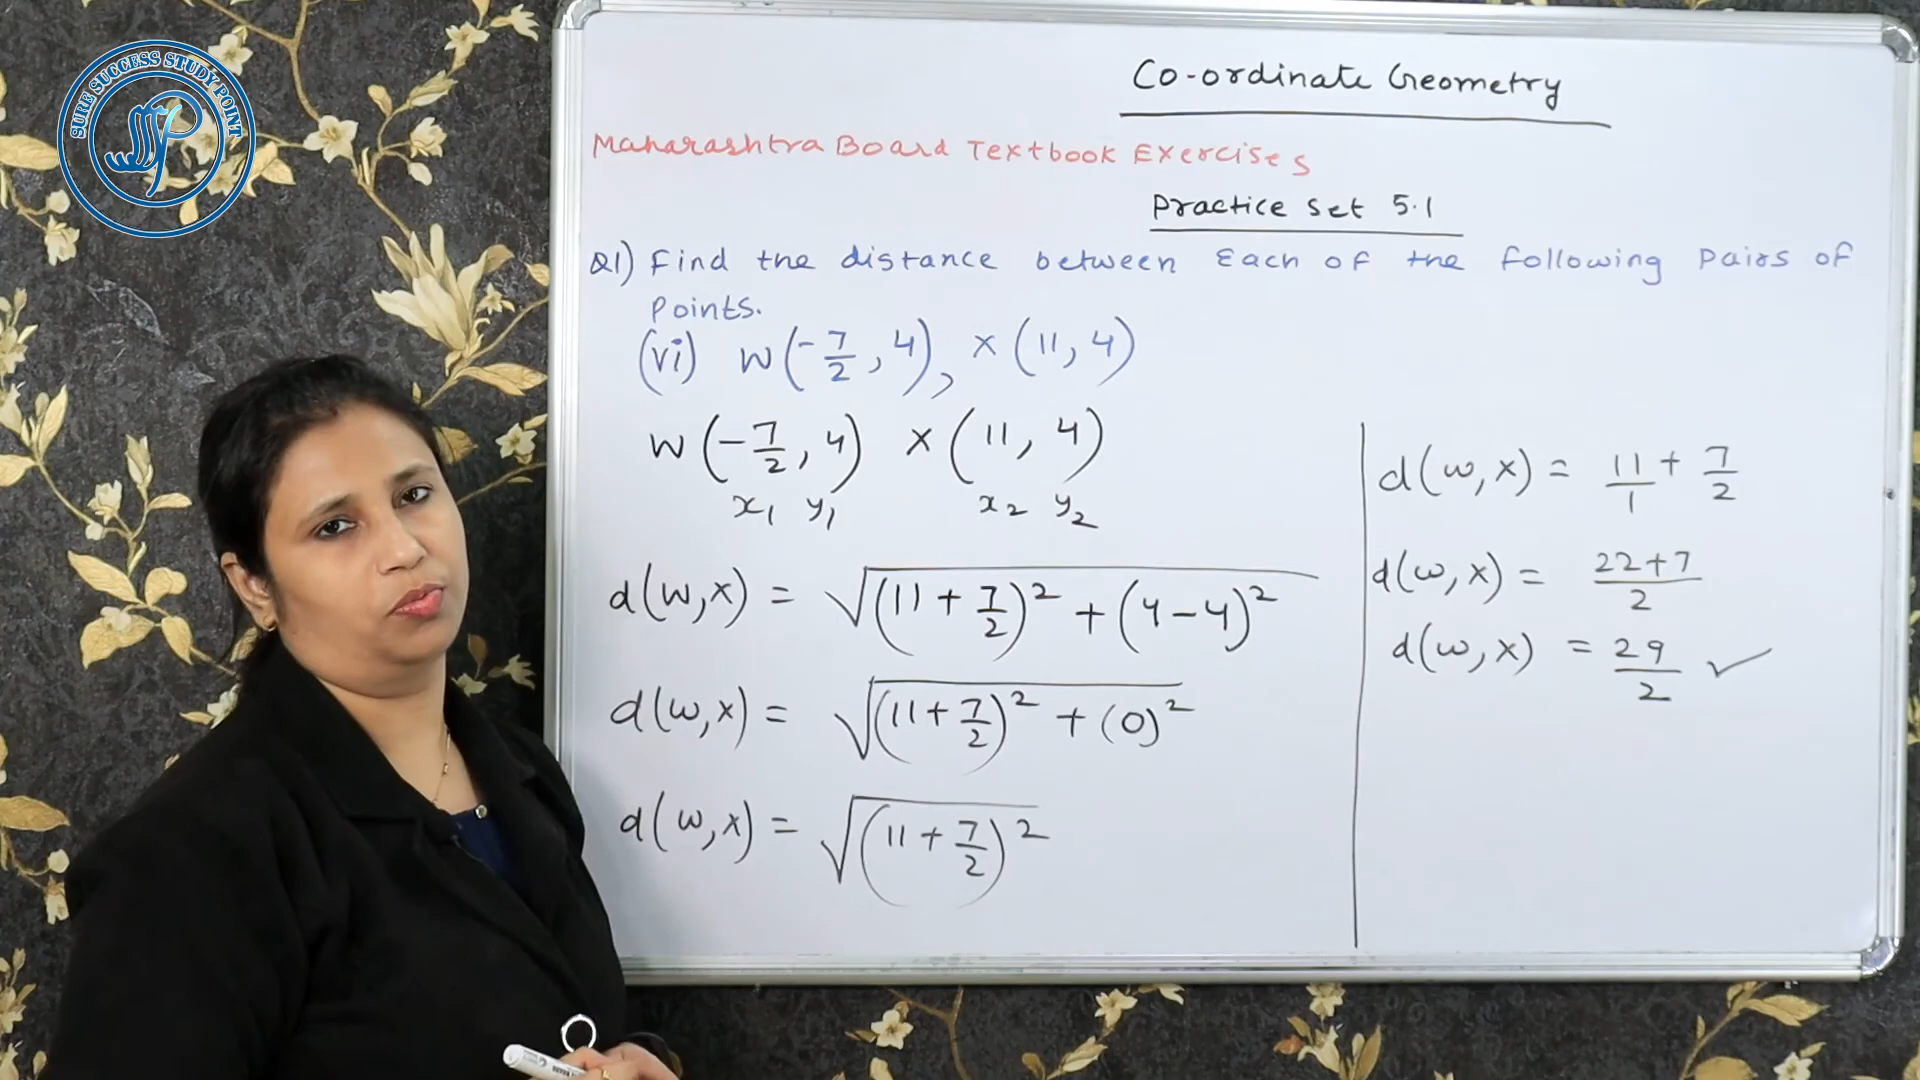 SURE SUCCESS STUDY POINT
Co-ordinate Geometry
Maharashtra Board Textbook Exercises
Practice Set 5.1
Q1) Find the distance between Each of the following Pairs of
Points.
(vi) W(-7/2, 4), X(11, 4)
W(-7/2, 4) X(11, 4)
x₁ y₁ x₂ y₂
d(W,X) = √((11 + 7/2)² + (4-4)²)
d(W,X) = √((11+7/2)² + (0)²)
d(W,X) = √((11+7/2)²)
d(W,X) = 11/1 + 7/2
d(W,X) = (22+7)/2
d(W,X) = 29/2 ✓